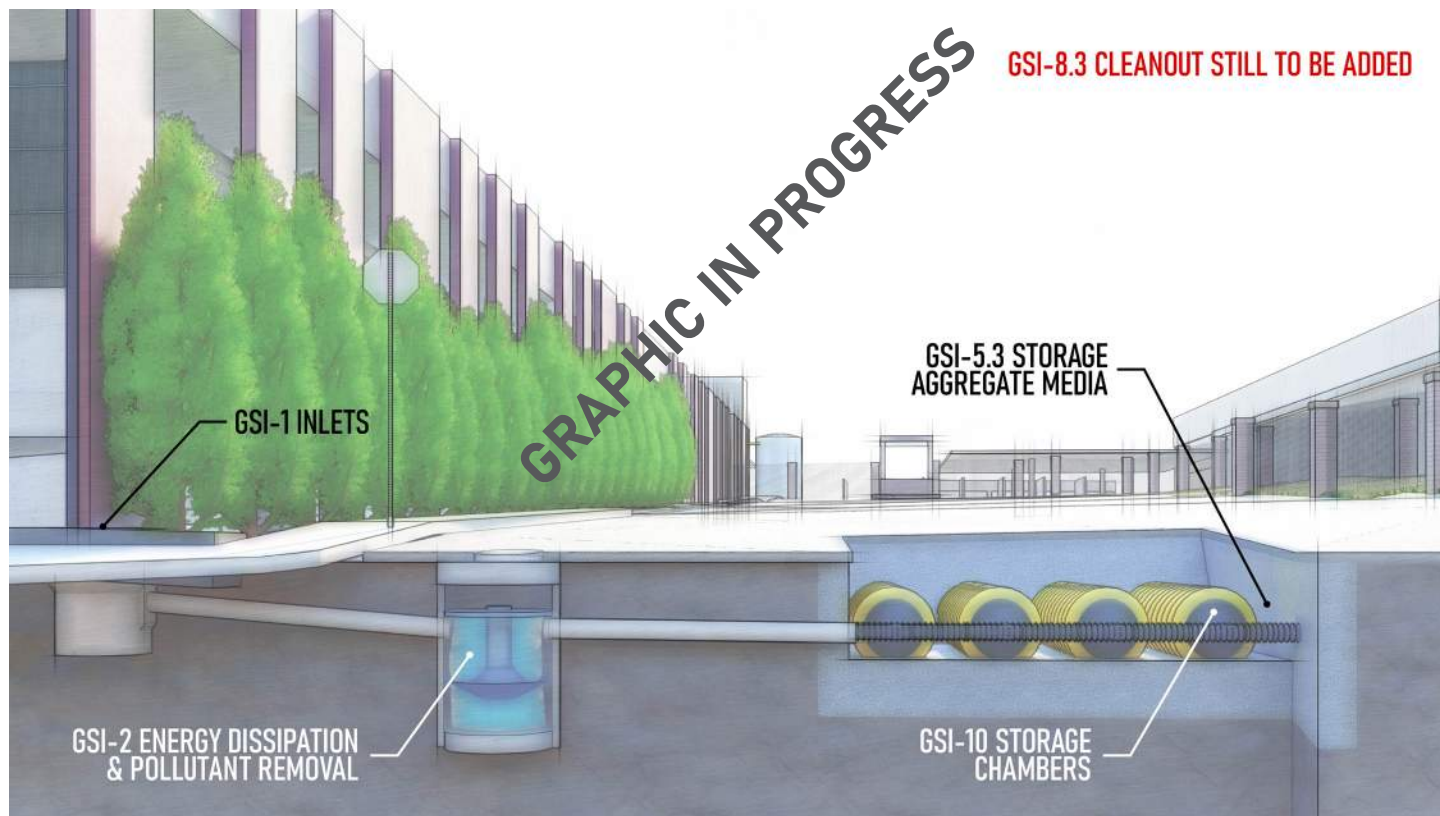 GSI-8.3 CLEANOUT STILL TO BE ADDED
GRAPHIC IN PROGRESS
GSI-5.3 STORAGE
AGGREGATE MEDIA
GSI-1 INLETS
GSI-2 ENERGY DISSIPATION
& POLLUTANT REMOVAL
GSI-10 STORAGE
CHAMBERS